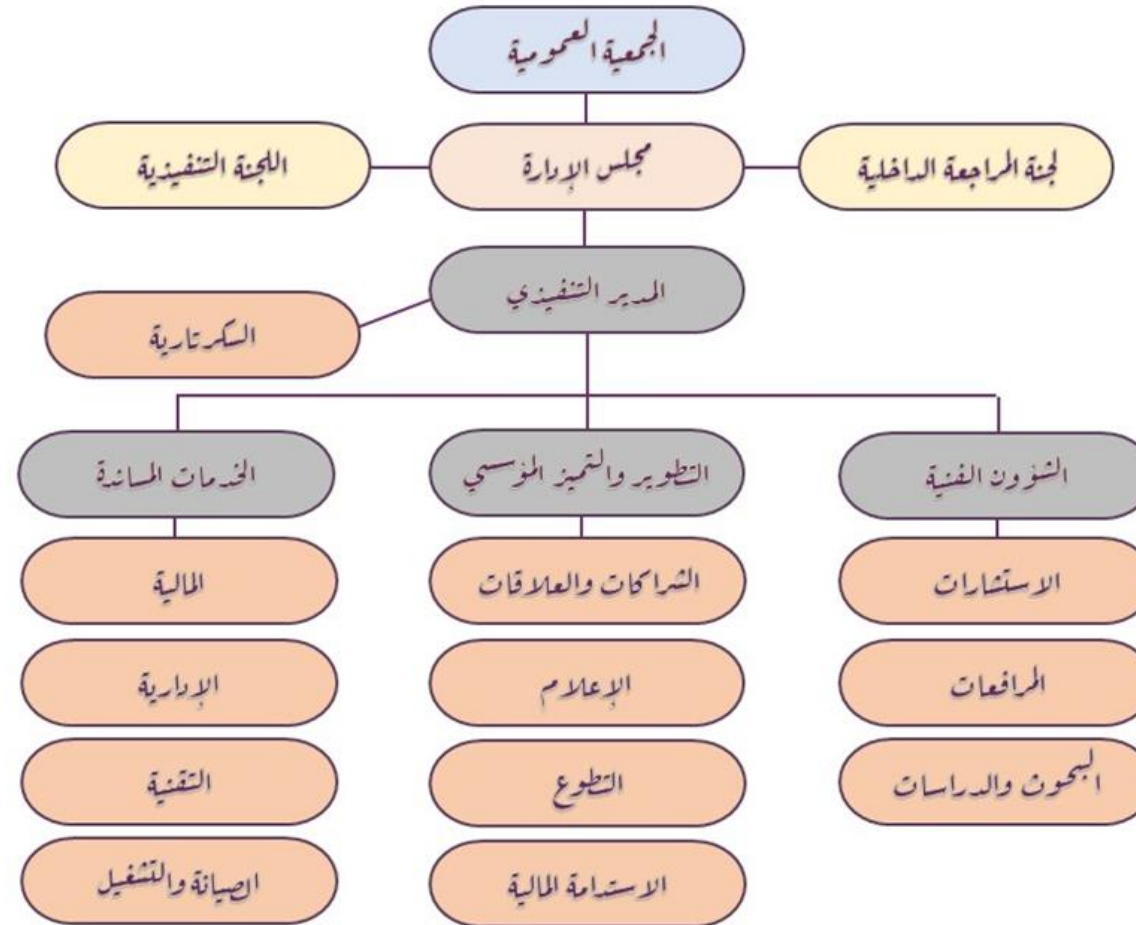 الجمعية العمومية
لجنة المراجعة الداخلية
مجلس الإدارة
اللجنة التنفيذية
المدير التنفيذي
السكرتارية
الشؤون الفنية
التطوير والتميز المؤسسي
الخدمات المساندة
الاستشارات
الشراكات والعلاقات
المالية
المرافعات
الإعلام
الإدارية
البحوث والدراسات
التطوع
التقنية
الاستدامة المالية
الصيانة والتشغيل